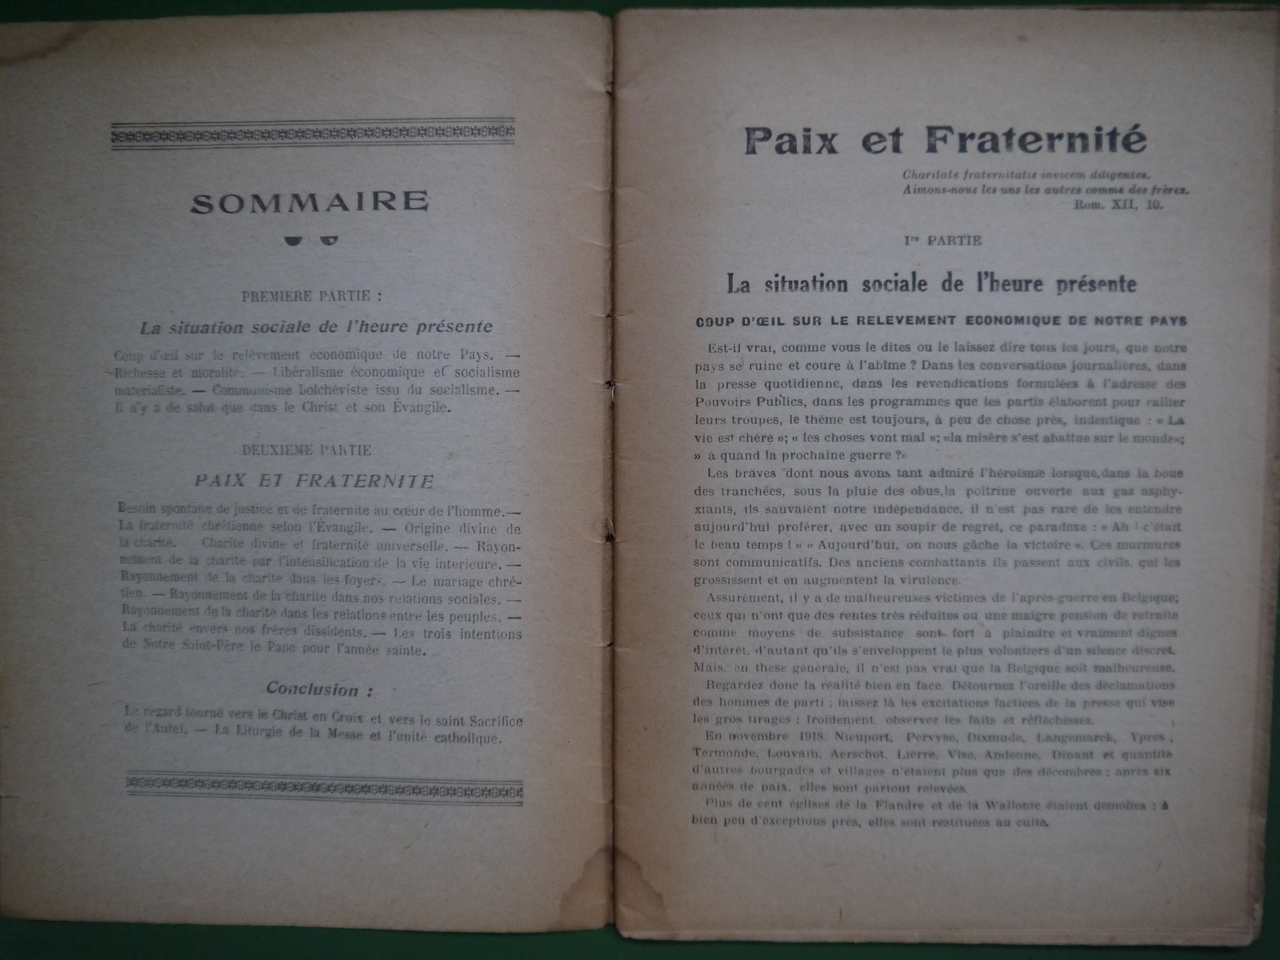 SOMMAIRE
PREMIERE PARTIE :
La situation sociale de l'heure présente
Coup d'œil sur le relèvement economique de notre Pays. —
Richesse et moralité. — Libéralisme économique et socialisme
materialiste. — Communisme bolchéviste issu du socialisme. —
Il n'y a de salut que dans le Christ et son Évangile.
DEUXIEME PARTIE
PAIX ET FRATERNITE
Besoin spontane de justice et de fraternite au cœur de l'homme. —
La fraternité chrétienne selon l'Évangile. — Origine divine de
la charité. Charité divine et fraternité universelle. — Rayon-
nement de la charité par l'intensification de la vie interieure. —
Rayonnement de la charite dans les foyers. — Le mariage chré-
tien. — Rayonnement de la charité dans nos relations sociales. —
Rayonnement de la charité dans les relations entre les peuples. —
La charité envers nos frères dissidents. — Les trois intentions
de Notre Saint-Père le Pape pour l'année sainte.
Conclusion :
Le regard tourné vers le Christ en Croix et vers le saint Sacrifice
de l'Autel. — La Liturgie de la Messe et l'unité catholique.
Paix et Fraternité
Charitate fraternitatis invicem diligentes.
Aimons-nous les uns les autres comme des frères.
Rom. XII, 10.
Ire PARTIE
La situation sociale de l'heure présente
COUP D'ŒIL SUR LE RELEVEMENT ECONOMIQUE DE NOTRE PAYS
Est-il vrai, comme vous le dites ou le laissez dire tous les jours, que notre
pays se ruine et coure à l'abîme ? Dans les conversations journalières, dans
la presse quotidienne, dans les revendications formulées à l'adresse des
Pouvoirs Publics, dans les programmes que les partis élaborent pour rallier
leurs troupes, le thème est toujours, à peu de chose près, indentique : « La
vie est chère »; « les choses vont mal »; «la misère s'est abattue sur le monde«;
» à quand la prochaine guerre ?«
Les braves dont nous avons tant admiré l'héroïsme lorsque,dans la boue
des tranchées, sous la pluie des obus,la poitrine ouverte aux gaz asphy-
xiants, ils sauvaient notre indépendance, il n'est pas rare de les entendre
aujourd'hui proférer, avec un soupir de regret, ce paradoxe : « Ah ! c'était
le beau temps ! » « Aujourd'hui, on nous gâche la victoire ». Ces murmures
sont communicatifs. Des anciens combattants ils passent aux civils, qui les
grossissent et en augmentent la virulence.
Assurément, il y a de malheureuses victimes de l'après-guerre en Belgique;
ceux qui n'ont que des rentes très réduites ou une maigre pension de retraite
comme moyens de subsistance sont fort à plaindre et vraiment dignes
d'intérêt, d'autant qu'ils s'enveloppent le plus volontiers d'un silence discret.
Mais, en these générale, il n'est pas vrai que la Belgique soit malheureuse.
Regardez donc la réalité bien en face. Détournez l'oreille des déclamations
des hommes de parti ; laissez là les excitations factices de la presse qui vise
les gros tirages ; froidement, observez les faits et réfléchissez.
En novembre 1918, Nieuport, Pervyse, Dixmude, Langemarck, Ypres,
Termonde, Louvain, Aerschot, Lierre, Visé, Andenne, Dinant et quantité
d'autres bourgades et villages n'étaient plus que des décombres ; après six
années de paix, elles sont partout relevées.
Plus de cent églises de la Flandre et de la Wallonie étaient démolies ; à
bien peu d'exceptions près, elles sont restituées au culte.